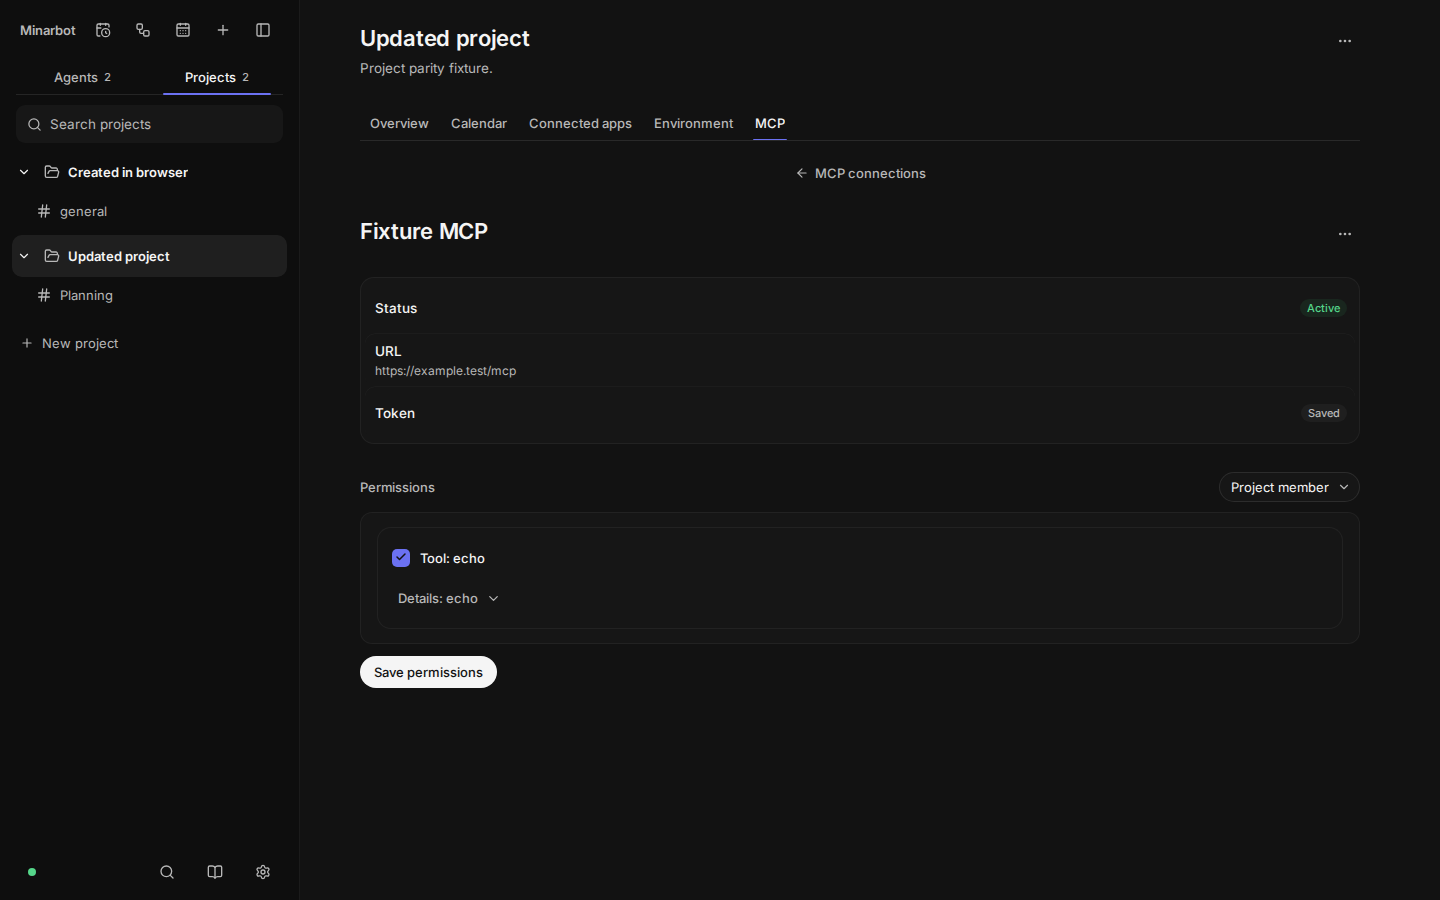 Minarbot
Agents 2
Projects 2
Search projects
Created in browser
general
Updated project
Planning
New project
Updated project
Project parity fixture.
Overview
Calendar
Connected apps
Environment
MCP
MCP connections
Fixture MCP
Status
Active
URL
https://example.test/mcp
Token
Saved
Permissions
Project member
Tool: echo
Details: echo
Save permissions